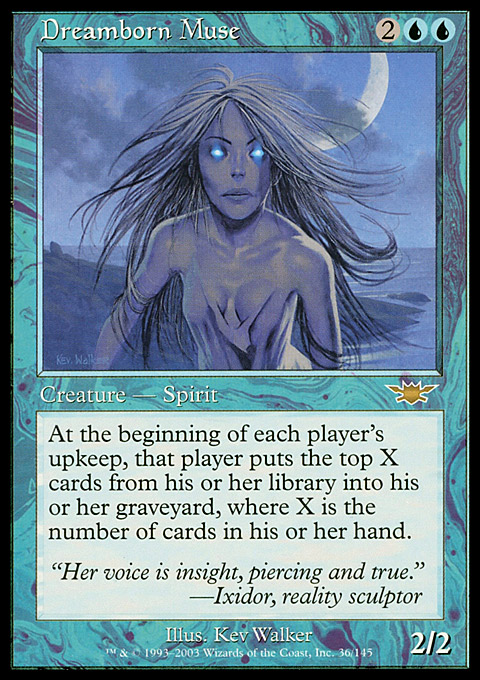 Dreamborn Muse 2
Kev Walker
Creature — Spirit
At the beginning of each player's
upkeep, that player puts the top X
cards from his or her library into his
or her graveyard, where X is the
number of cards in his or her hand.
“Her voice is insight, piercing and true.”
—Ixidor, reality sculptor
Illus. Kev Walker
2/2
™ & © 1993–2003 Wizards of the Coast, Inc. 36/145